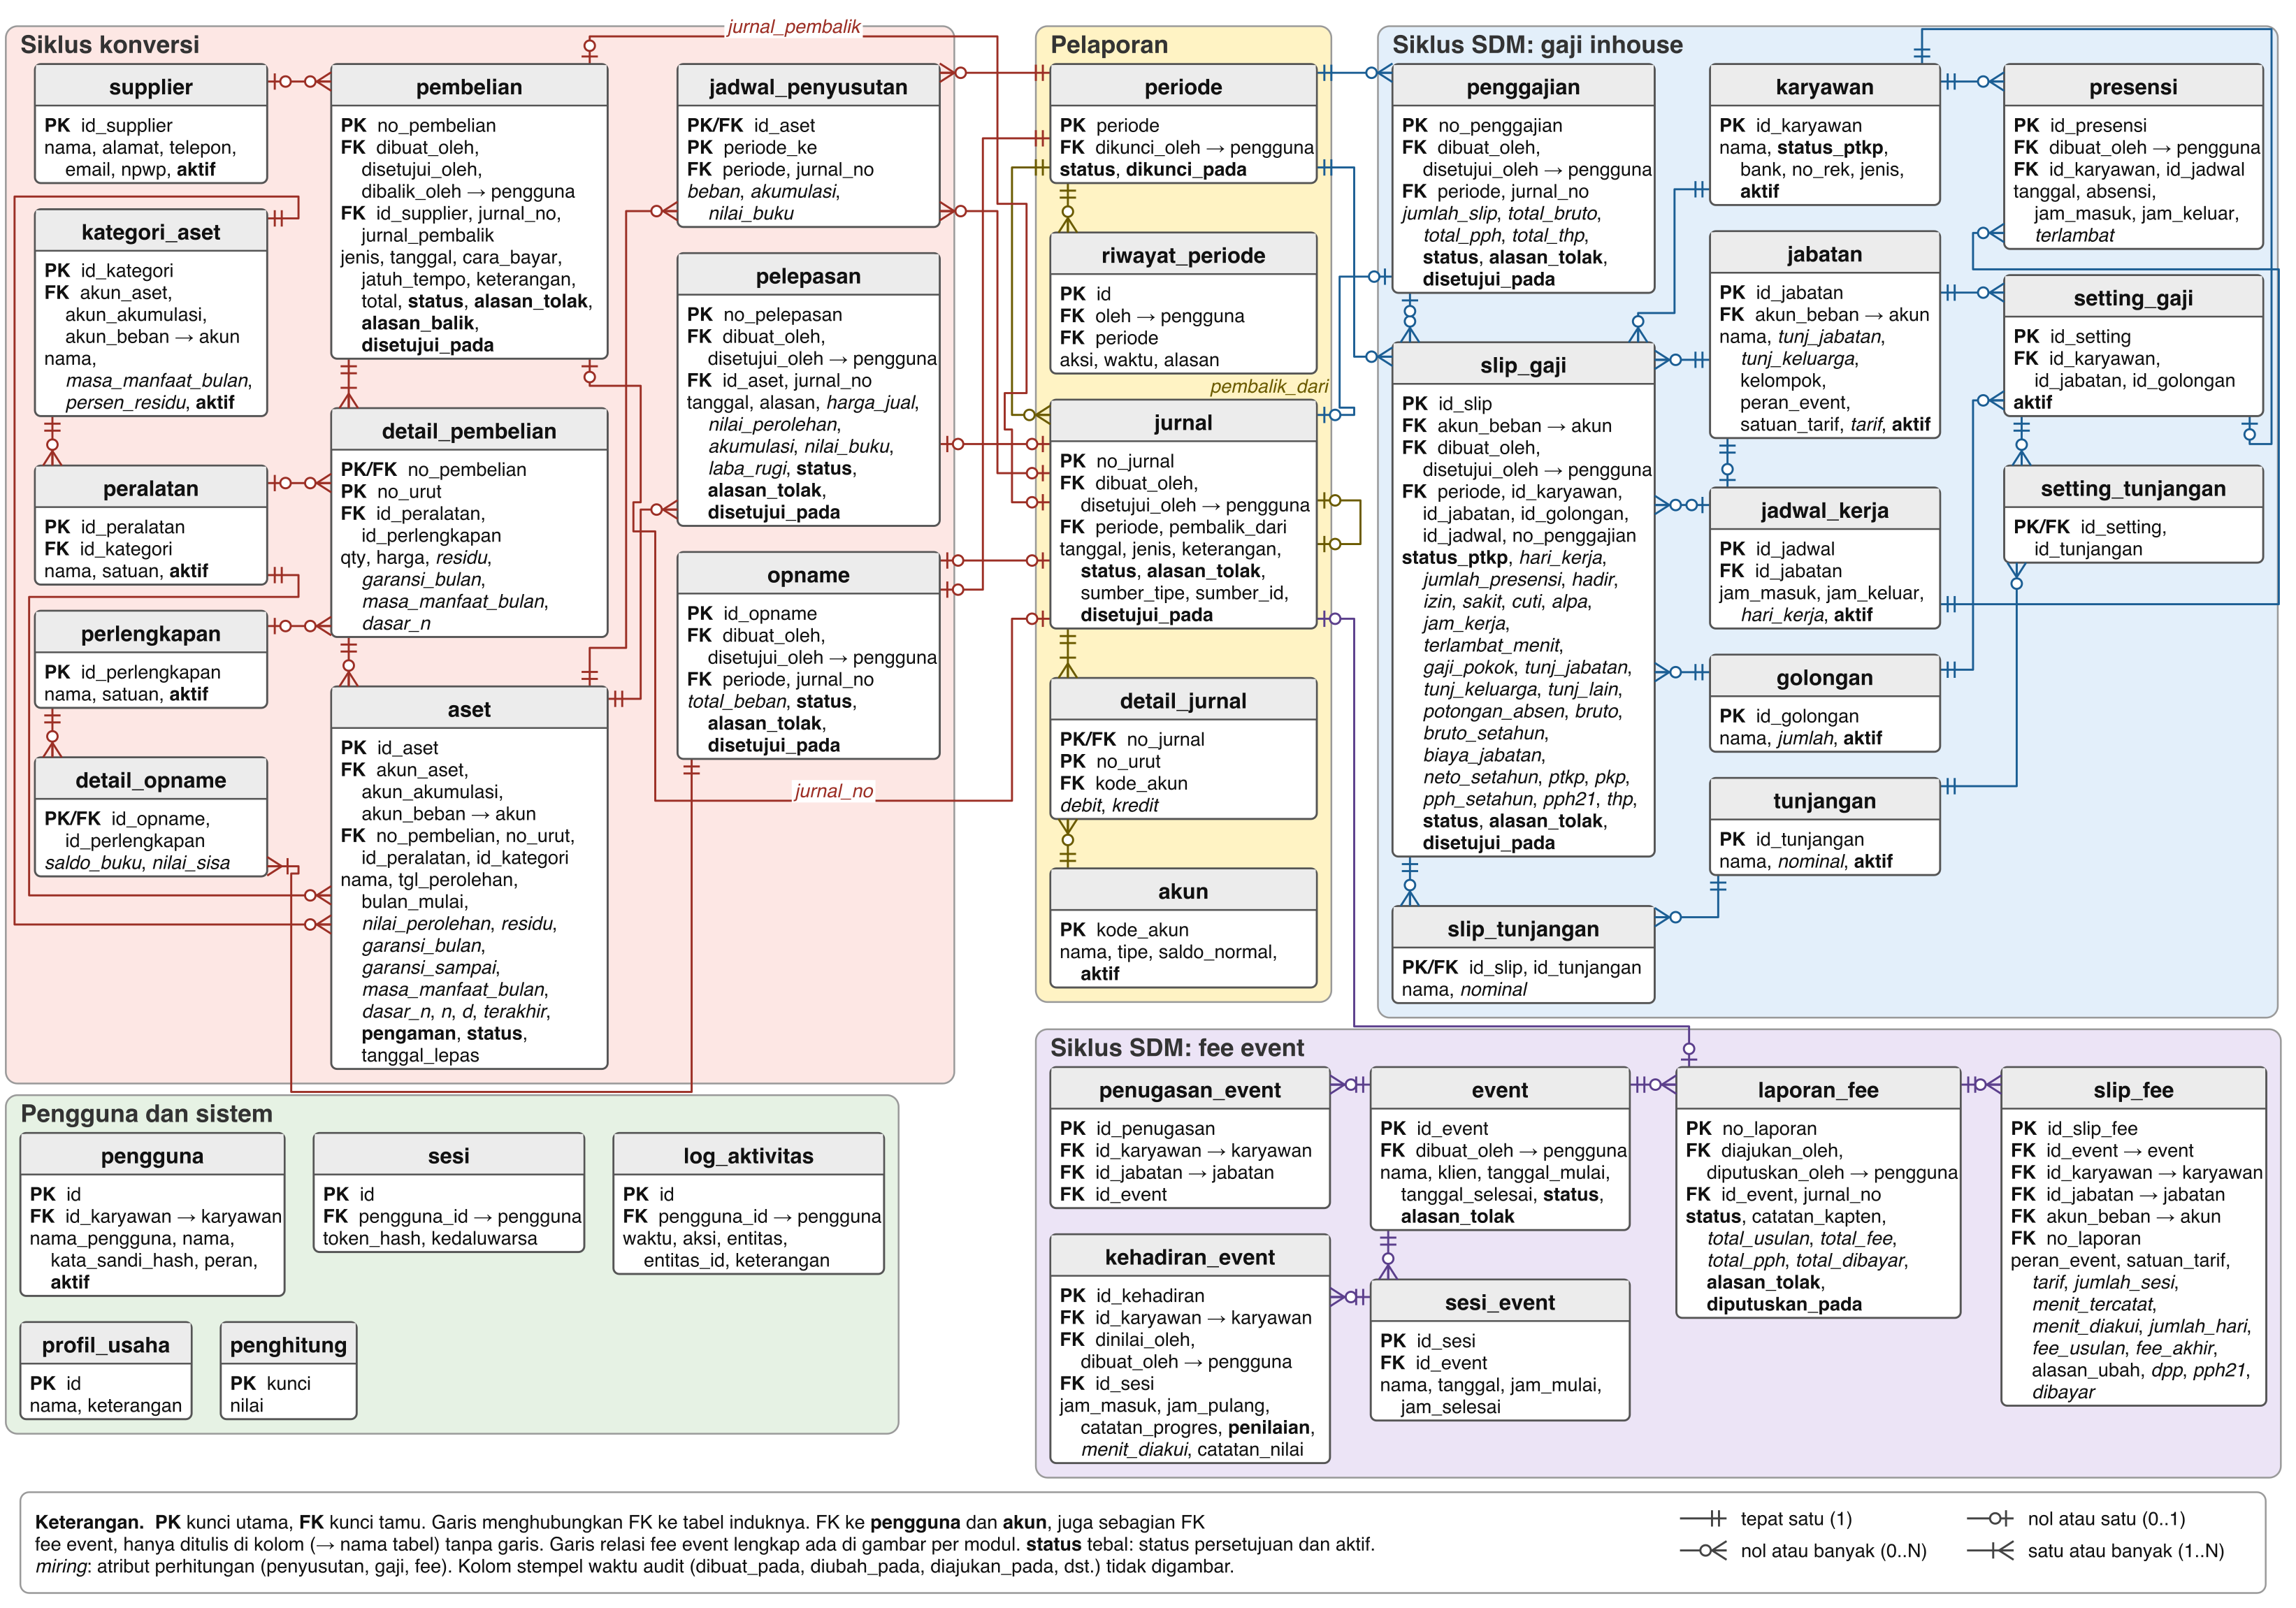 jurnal_pembalik
Siklus konversi
supplier
PK id_supplier
nama, alamat, telepon,
email, npwp, aktif
kategori_aset
PK id_kategori
FK akun_aset,
akun_akumulasi,
akun_beban → akun
nama,
masa_manfaat_bulan,
persen_residu, aktif
peralatan
PK id_peralatan
FK id_kategori
nama, satuan, aktif
perlengkapan
PK id_perlengkapan
nama, satuan, aktif
detail_opname
PK/FK id_opname,
id_perlengkapan
saldo_buku, nilai_sisa
pembelian
PK no_pembelian
FK dibuat_oleh,
disetujui_oleh,
dibalik_oleh → pengguna
FK id_supplier, jurnal_no,
jurnal_pembalik
jenis, tanggal, cara_bayar,
jatuh_tempo, keterangan,
total, status, alasan_tolak,
alasan_balik,
disetujui_pada
detail_pembelian
PK/FK no_pembelian
PK no_urut
FK id_peralatan,
id_perlengkapan
qty, harga, residu,
garansi_bulan,
masa_manfaat_bulan,
dasar_n
aset
PK id_aset
FK akun_aset,
akun_akumulasi,
akun_beban → akun
FK no_pembelian, no_urut,
id_peralatan, id_kategori
nama, tgl_perolehan,
bulan_mulai,
nilai_perolehan, residu,
garansi_bulan,
garansi_sampai,
masa_manfaat_bulan,
dasar_n, n, d, terakhir,
pengaman, status,
tanggal_lepas
jadwal_penyusutan
PK/FK id_aset
PK periode_ke
FK periode, jurnal_no
beban, akumulasi,
nilai_buku
pelepasan
PK no_pelepasan
FK dibuat_oleh,
disetujui_oleh → pengguna
FK id_aset, jurnal_no
tanggal, alasan, harga_jual,
nilai_perolehan,
akumulasi, nilai_buku,
laba_rugi, status,
alasan_tolak,
disetujui_pada
opname
PK id_opname
FK dibuat_oleh,
disetujui_oleh → pengguna
FK periode, jurnal_no
total_beban, status,
alasan_tolak,
disetujui_pada
jurnal_no
Pelaporan
periode
PK periode
FK dikunci_oleh → pengguna
status, dikunci_pada
riwayat_periode
PK id
FK oleh → pengguna
FK periode
aksi, waktu, alasan
pembalik_dari
jurnal
PK no_jurnal
FK dibuat_oleh,
disetujui_oleh → pengguna
FK periode, pembalik_dari
tanggal, jenis, keterangan,
status, alasan_tolak,
sumber_tipe, sumber_id,
disetujui_pada
detail_jurnal
PK/FK no_jurnal
PK no_urut
FK kode_akun
debit, kredit
akun
PK kode_akun
nama, tipe, saldo_normal,
aktif
Siklus SDM: gaji inhouse
penggajian
PK no_penggajian
FK dibuat_oleh,
disetujui_oleh → pengguna
FK periode, jurnal_no
jumlah_slip, total_bruto,
total_pph, total_thp,
status, alasan_tolak,
disetujui_pada
slip_gaji
PK id_slip
FK akun_beban → akun
FK dibuat_oleh,
disetujui_oleh → pengguna
FK periode, id_karyawan,
id_jabatan, id_golongan,
id_jadwal, no_penggajian
status_ptkp, hari_kerja,
jumlah_presensi, hadir,
izin, sakit, cuti, alpa,
jam_kerja,
terlambat_menit,
gaji_pokok, tunj_jabatan,
tunj_keluarga, tunj_lain,
potongan_absen, bruto,
bruto_setahun,
biaya_jabatan,
neto_setahun, ptkp, pkp,
pph_setahun, pph21, thp,
status, alasan_tolak,
disetujui_pada
slip_tunjangan
PK/FK id_slip, id_tunjangan
nama, nominal
karyawan
PK id_karyawan
nama, status_ptkp,
bank, no_rek, jenis,
aktif
jabatan
PK id_jabatan
FK akun_beban → akun
nama, tunj_jabatan,
tunj_keluarga,
kelompok,
peran_event,
satuan_tarif, tarif, aktif
jadwal_kerja
PK id_jadwal
FK id_jabatan
jam_masuk, jam_keluar,
hari_kerja, aktif
golongan
PK id_golongan
nama, jumlah, aktif
tunjangan
PK id_tunjangan
nama, nominal, aktif
presensi
PK id_presensi
FK dibuat_oleh → pengguna
FK id_karyawan, id_jadwal
tanggal, absensi,
jam_masuk, jam_keluar,
terlambat
setting_gaji
PK id_setting
FK id_karyawan,
id_jabatan, id_golongan
aktif
setting_tunjangan
PK/FK id_setting,
id_tunjangan
Pengguna dan sistem
pengguna
PK id
FK id_karyawan → karyawan
nama_pengguna, nama,
kata_sandi_hash, peran,
aktif
sesi
PK id
FK pengguna_id → pengguna
token_hash, kedaluwarsa
log_aktivitas
PK id
FK pengguna_id → pengguna
waktu, aksi, entitas,
entitas_id, keterangan
profil_usaha
PK id
nama, keterangan
penghitung
PK kunci
nilai
Siklus SDM: fee event
penugasan_event
PK id_penugasan
FK id_karyawan → karyawan
FK id_jabatan → jabatan
FK id_event
kehadiran_event
PK id_kehadiran
FK id_karyawan → karyawan
FK dinilai_oleh,
dibuat_oleh → pengguna
FK id_sesi
jam_masuk, jam_pulang,
catatan_progres, penilaian,
menit_diakui, catatan_nilai
event
PK id_event
FK dibuat_oleh → pengguna
nama, klien, tanggal_mulai,
tanggal_selesai, status,
alasan_tolak
sesi_event
PK id_sesi
FK id_event
nama, tanggal, jam_mulai,
jam_selesai
laporan_fee
PK no_laporan
FK diajukan_oleh,
diputuskan_oleh → pengguna
FK id_event, jurnal_no
status, catatan_kapten,
total_usulan, total_fee,
total_pph, total_dibayar,
alasan_tolak,
diputuskan_pada
slip_fee
PK id_slip_fee
FK id_event → event
FK id_karyawan → karyawan
FK id_jabatan → jabatan
FK akun_beban → akun
FK no_laporan
peran_event, satuan_tarif,
tarif, jumlah_sesi,
menit_tercatat,
menit_diakui, jumlah_hari,
fee_usulan, fee_akhir,
alasan_ubah, dpp, pph21,
dibayar
Keterangan. PK kunci utama, FK kunci tamu. Garis menghubungkan FK ke tabel induknya. FK ke pengguna dan akun, juga sebagian FK
fee event, hanya ditulis di kolom (→ nama tabel) tanpa garis. Garis relasi fee event lengkap ada di gambar per modul. status tebal: status persetujuan dan aktif.
miring: atribut perhitungan (penyusutan, gaji, fee). Kolom stempel waktu audit (dibuat_pada, diubah_pada, diajukan_pada, dst.) tidak digambar.
tepat satu (1)
nol atau satu (0..1)
nol atau banyak (0..N)
satu atau banyak (1..N)